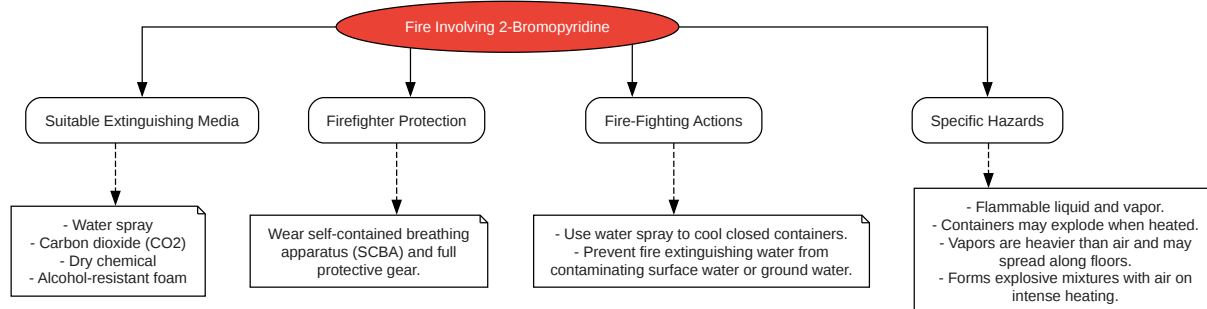 Fire Involving 2-Bromopyridine
Suitable Extinguishing Media
Firefighter Protection
Fire-Fighting Actions
Specific Hazards
- Water spray
- Carbon dioxide (CO2)
- Dry chemical
- Alcohol-resistant foam
Wear self-contained breathing
apparatus (SCBA) and full
protective gear.
- Use water spray to cool closed containers.
- Prevent fire extinguishing water from
contaminating surface water or ground water.
- Flammable liquid and vapor.
- Containers may explode when heated.
- Vapors are heavier than air and may
spread along floors.
- Forms explosive mixtures with air on
intense heating.